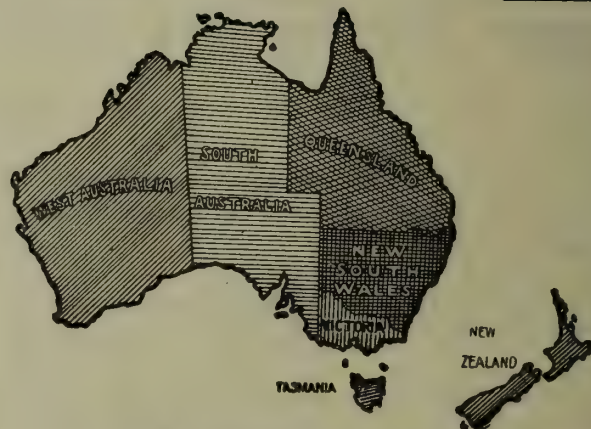 SOUTH
QUEENSLAND
WEST AUSTRALIA
AUSTRALIA
NEW
SOUTH
WALES
VICTORIA
NEW
ZEALAND
TASMANIA